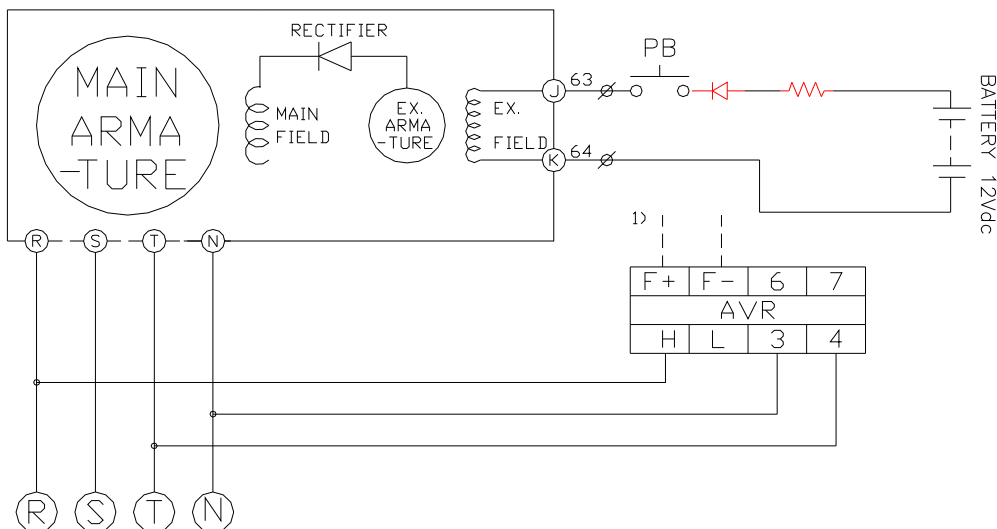 RECTIFIER
MAIN
ARMA
-TURE
MAIN
FIELD
EX.
ARMA
-TURE
EX.
FIELD
J
63
K
64
PB
BATTERY 12Vdc
R
S
T
N
1)
F+
F-
6
7
AVR
H
L
3
4
R
S
T
N